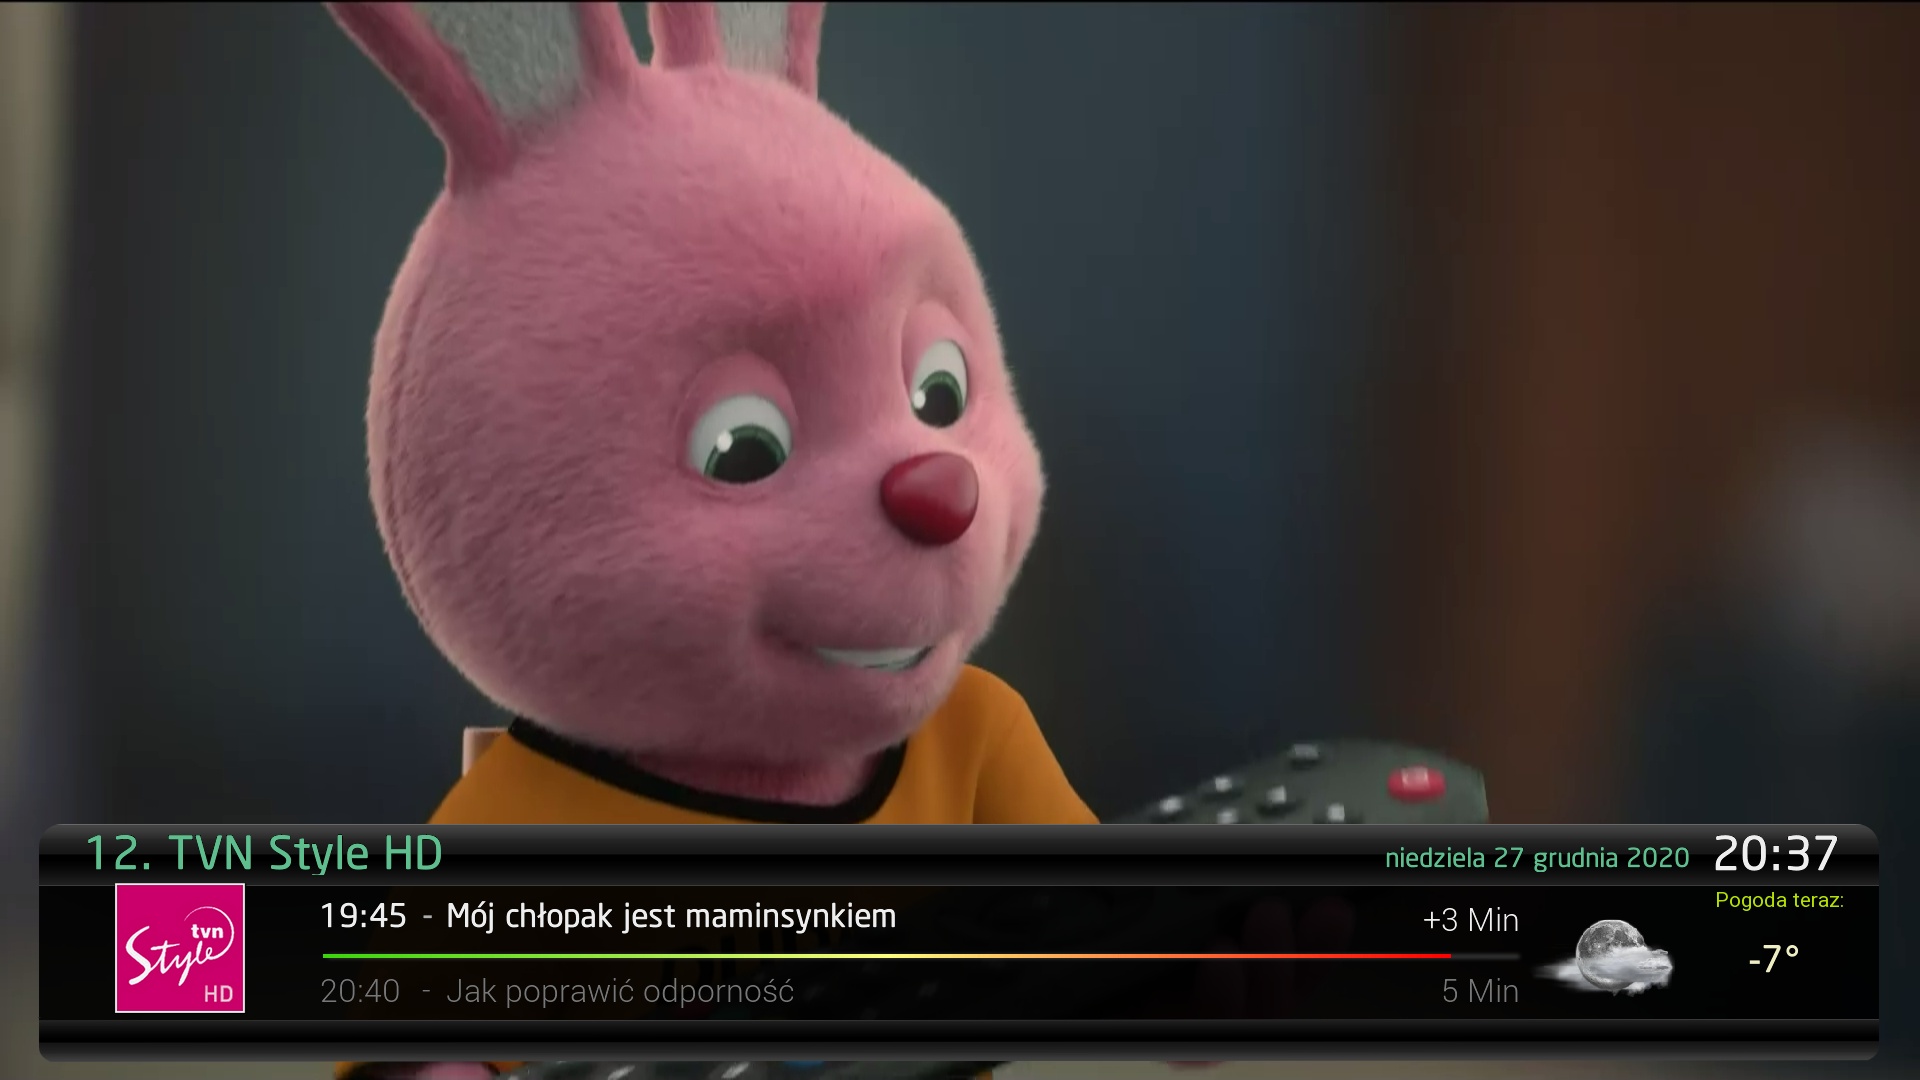 12. TVN Style HD
niedziela 27 grudnia 2020 20:37
tvn
Style
HD
19:45 - Mój chłopak jest maminsynkiem +3 Min
20:40 - Jak poprawić odporność 5 Min
Pogoda teraz:
-7°